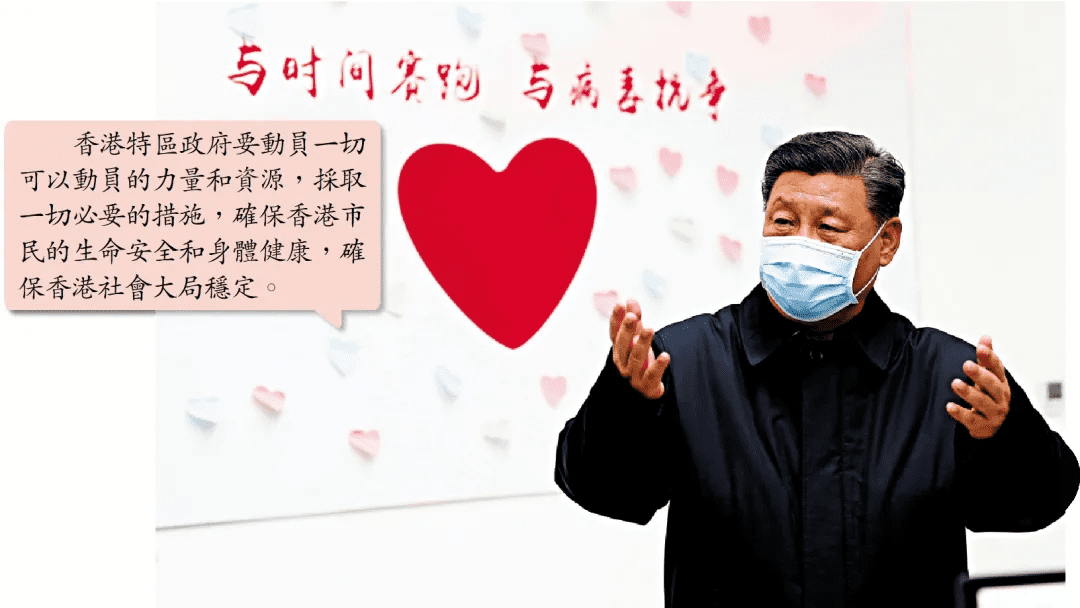 与时间赛跑 与病毒抗争
香港特區政府要動員一切
可以動員的力量和資源，採取
一切必要的措施，確保香港市
民的生命安全和身體健康，確
保香港社會大局穩定。